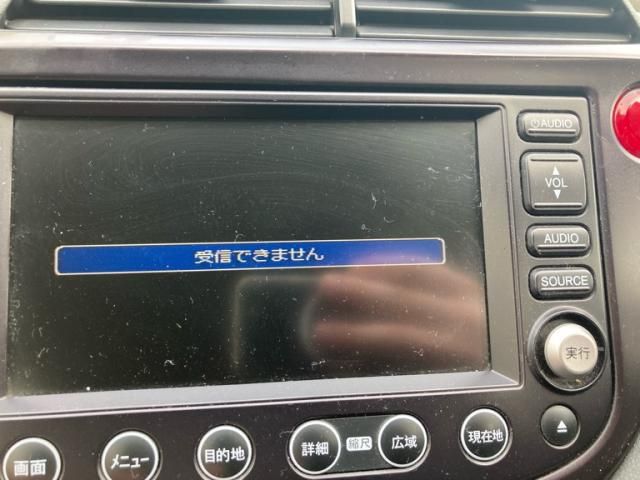 受信できません
AUDIO
VOL
AUDIO
SOURCE
実行
画面
メニュー
目的地
詳細
縮尺
広域
現在地